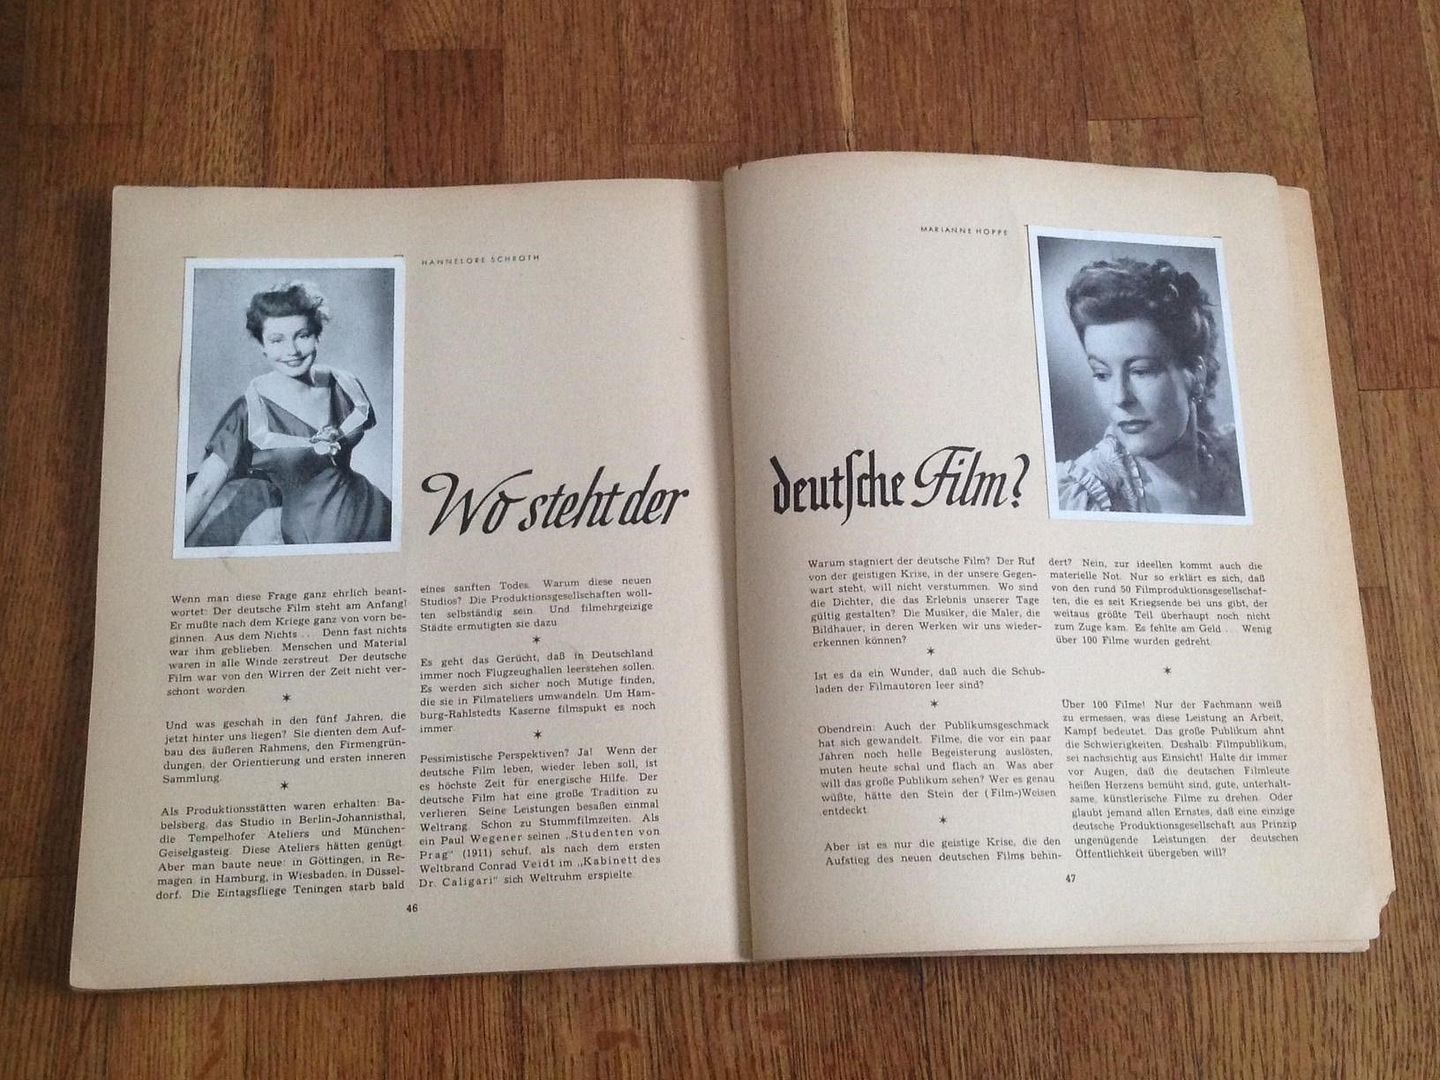 HANNELORE SCHROTH
Wo steht der
Wenn man diese Frage ganz ehrlich beant-
wortet: Der deutsche Film steht am Anfang!
Er mußte nach dem Kriege ganz von vorn be-
ginnen. Aus dem Nichts . . . Denn fast nichts
war ihm geblieben. Menschen und Material
waren in alle Winde zerstreut. Der deutsche
Film war von den Wirren der Zeit nicht ver-
schont worden.
*
Und was geschah in den fünf Jahren, die
jetzt hinter uns liegen? Sie dienten dem Auf-
bau des äußeren Rahmens, den Firmengrün-
dungen, der Orientierung und ersten inneren
Sammlung.
*
Als Produktionsstätten waren erhalten: Ba-
belsberg, das Studio in Berlin-Johannisthal,
die Tempelhofer Ateliers und München-
Geiselgasteig. Diese Ateliers hätten genügt.
Aber man baute neue: in Göttingen, in Re-
magen, in Hamburg, in Wiesbaden, in Düssel-
dorf. Die Eintagsfliege Teningen starb bald
eines sanften Todes. Warum diese neuen
Studios? Die Produktionsgesellschaften woll-
ten selbständig sein. Und filmehrgeizige
Städte ermutigten sie dazu.
*
Es geht das Gerücht, daß in Deutschland
immer noch Flugzeughallen leerstehen sollen.
Es werden sich sicher noch Mutige finden,
die sie in Filmateliers umwandeln. Um Ham-
burg-Rahlstedts Kaserne filmspukt es noch
immer.
*
Pessimistische Perspektiven? Ja! Wenn der
deutsche Film leben, wieder leben soll, ist
es höchste Zeit für energische Hilfe. Der
deutsche Film hat eine große Tradition zu
verlieren. Seine Leistungen besaßen einmal
Weltrang. Schon zu Stummfilmzeiten. Als
ein Paul Wegener seinen „Studenten von
Prag" (1911) schuf, als nach dem ersten
Weltbrand Conrad Veidt im „Kabinett des
Dr. Caligari" sich Weltruhm erspielte.
46
MARIANNE HOPPE
deutsche Film?
Warum stagniert der deutsche Film? Der Ruf
von der geistigen Krise, in der unsere Gegen-
wart steht, will nicht verstummen. Wo sind
die Dichter, die das Erlebnis unserer Tage
gültig gestalten? Die Musiker, die Maler, die
Bildhauer, in deren Werken wir uns wieder-
erkennen können?
*
Ist es da ein Wunder, daß auch die Schub-
laden der Filmautoren leer sind?
*
Obendrein: Auch der Publikumsgeschmack
hat sich gewandelt. Filme, die vor ein paar
Jahren noch helle Begeisterung auslösten,
muten heute schal und flach an. Was aber
will das große Publikum sehen? Wer es genau
wüßte, hätte den Stein der (Film-)Weisen
entdeckt.
*
Aber ist es nur die geistige Krise, die den
Aufstieg des neuen deutschen Films behin-
dert? Nein, zur ideellen kommt auch die
materielle Not. Nur so erklärt es sich, daß
von den rund 50 Filmproduktionsgesellschaf-
ten, die es seit Kriegsende bei uns gibt, der
weitaus größte Teil überhaupt noch nicht
zum Zuge kam. Es fehlte am Geld . . . Wenig
über 100 Filme wurden gedreht.
*
Über 100 Filme! Nur der Fachmann weiß
zu ermessen, was diese Leistung an Arbeit,
Kampf bedeutet. Das große Publikum ahnt
die Schwierigkeiten. Deshalb: Filmpublikum,
sei nachsichtig aus Einsicht! Halte dir immer
vor Augen, daß die deutschen Filmleute
heißen Herzens bemüht sind, gute, unterhalt-
same, künstlerische Filme zu drehen. Oder
glaubt jemand allen Ernstes, daß eine einzige
deutsche Produktionsgesellschaft aus Prinzip
ungenügende Leistungen der deutschen
Öffentlichkeit übergeben will?
47